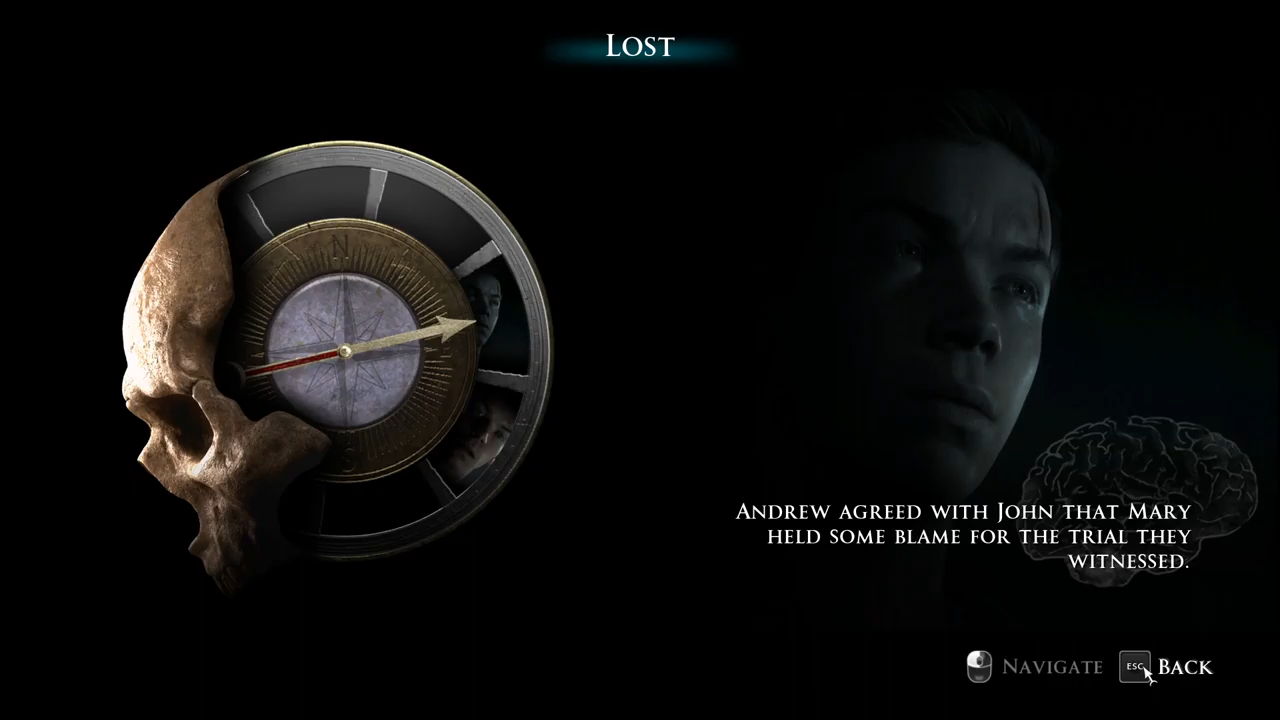 Lost
N
S
Andrew agreed with John that Mary
held some blame for the trial they
witnessed.
Navigate
ESC
Back